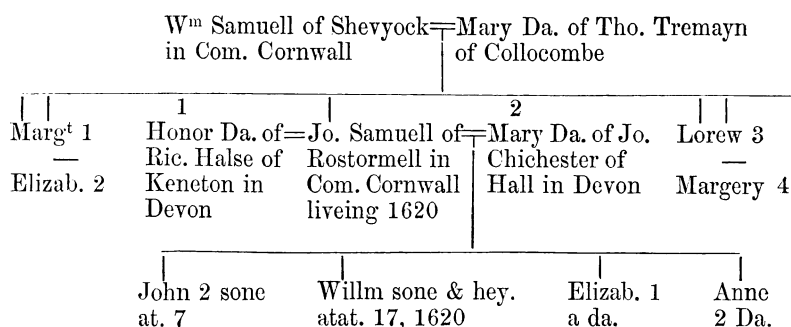 Wᵐ Samuell of Shevyock=Mary Da. of Tho. Tremayn
in Com. Cornwall of Collocombe
1 2
Margᵗ 1 Honor Da. of=Jo. Samuell of=Mary Da. of Jo. Lorew 3
— Ric. Halse of Rostormell in Chichester of —
Elizab. 2 Keneton in Com. Cornwall Hall in Devon Margery 4
Devon liveing 1620
John 2 sone Willm sone & hey. Elizab. 1 Anne
at. 7 atat. 17, 1620 a da. 2 Da.